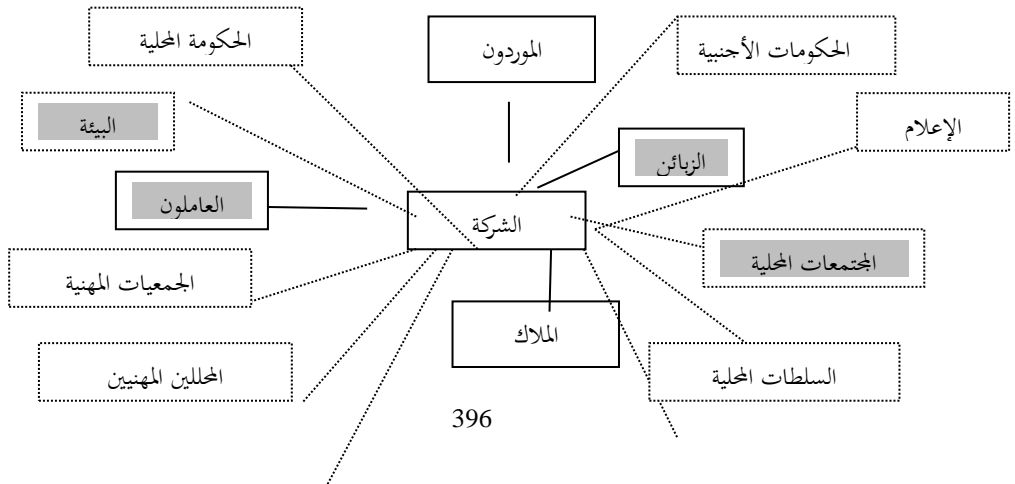 الحكومة المحلية
الموردون
الحكومات الأجنبية
البيئة
الإعلام
الزبائن
العاملون
الشركة
المجتمعات المحلية
الجمعيات المهنية
الملاك
المحللين المهنيين
السلطات المحلية
396